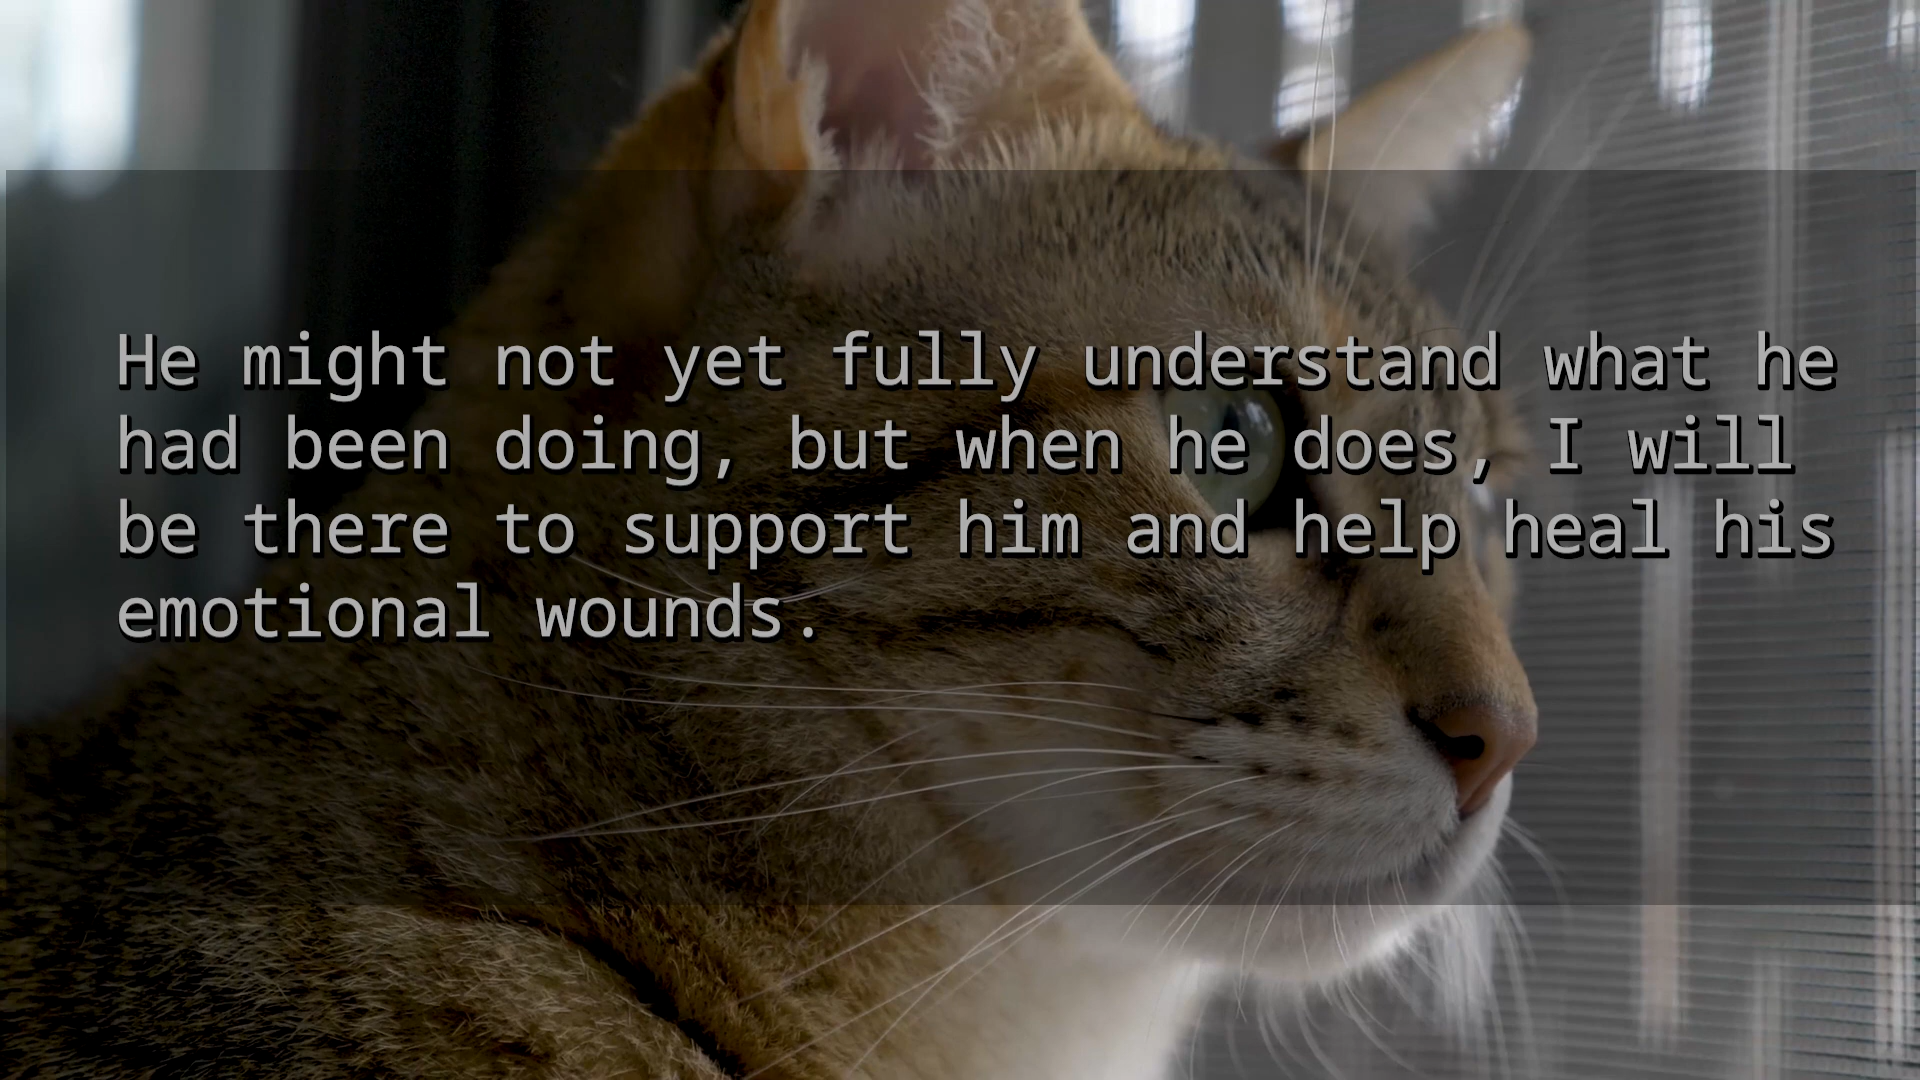 He might not yet fully understand what he
had been doing, but when he does, I will
be there to support him and help heal his
emotional wounds.